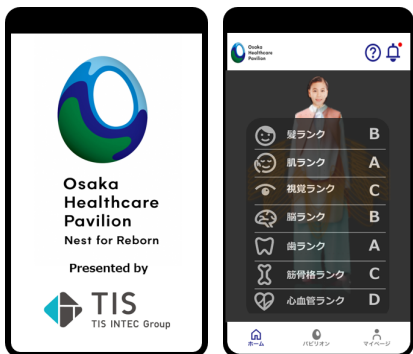 Osaka
Healthcare
Pavilion
Nest for Reborn
Presented by
TIS
TIS INTEC Group
Osaka
Healthcare
Pavilion
髪ランク B
肌ランク A
視覚ランク C
脳ランク B
歯ランク A
筋骨格ランク C
心血管ランク D
ホーム
パビリオン
マイページ